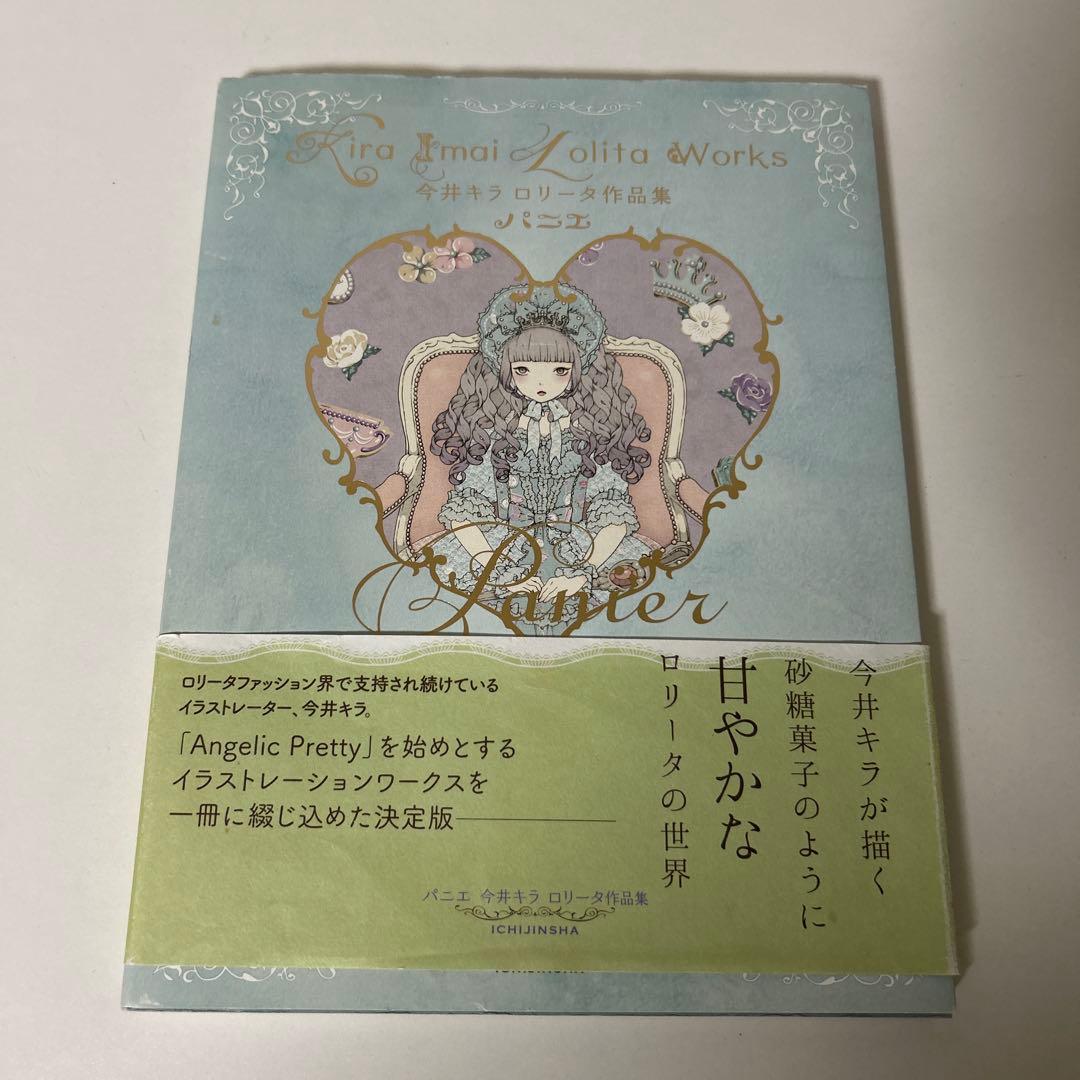 Kira Imai Lolita Works
今井キラ ロリータ作品集
パニエ
Panier
今井キラが描く
砂糖菓子のように
甘やかな
ロリータの世界
ロリータファッション界で支持され続けている
イラストレーター、今井キラ。
「Angelic Pretty」を始めとする
イラストレーションワークスを
一冊に綴じ込めた決定版―
パニエ 今井キラ ロリータ作品集
ICHIJINSHA